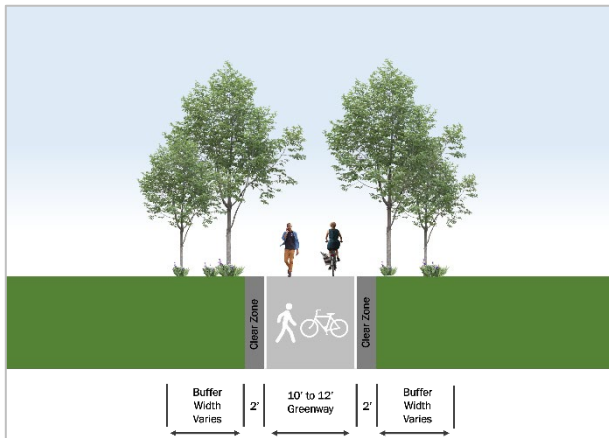 Clear Zone
Clear Zone
Buffer
Width
Varies
2'
10' to 12'
Greenway
2'
Buffer
Width
Varies